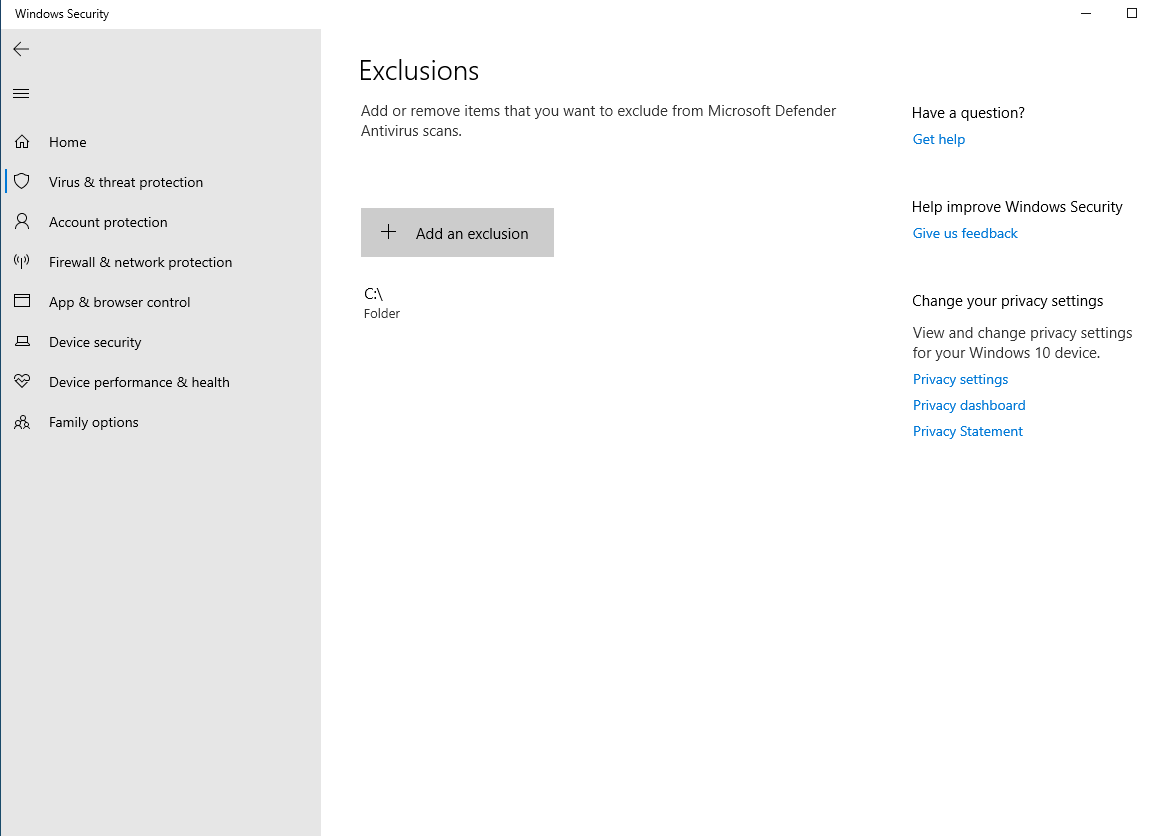 Windows Security
Home
Virus & threat protection
Account protection
Firewall & network protection
App & browser control
Device security
Device performance & health
Family options
Exclusions
Add or remove items that you want to exclude from Microsoft Defender
Antivirus scans.
Add an exclusion
C:\
Folder
Have a question?
Get help
Help improve Windows Security
Give us feedback
Change your privacy settings
View and change privacy settings
for your Windows 10 device.
Privacy settings
Privacy dashboard
Privacy Statement